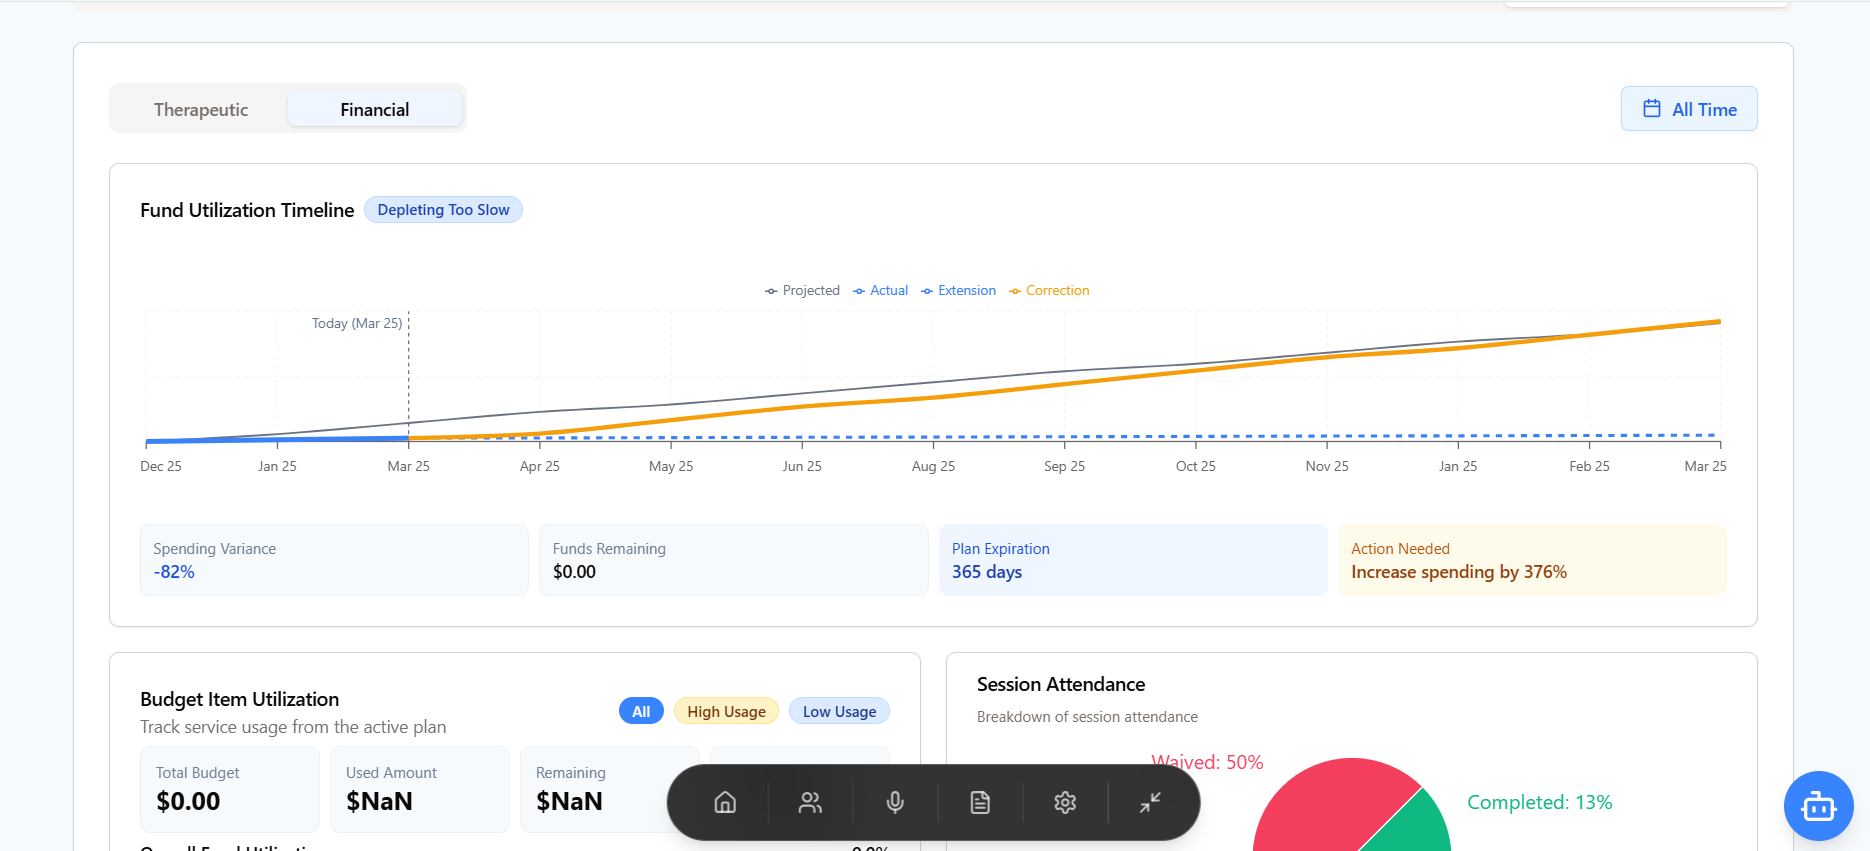 Therapeutic
Financial
All Time
Fund Utilization Timeline
Depleting Too Slow
Projected Actual Extension Correction
Today (Mar 25)
Dec 25 Jan 25 Mar 25 Apr 25 May 25 Jun 25 Aug 25 Sep 25 Oct 25 Nov 25 Jan 25 Feb 25 Mar 25
Spending Variance
-82%
Funds Remaining
$0.00
Plan Expiration
365 days
Action Needed
Increase spending by 376%
Budget Item Utilization
Track service usage from the active plan
All
High Usage
Low Usage
Total Budget
$0.00
Used Amount
$NaN
Remaining
$NaN
Session Attendance
Breakdown of session attendance
Waived: 50%
Completed: 13%